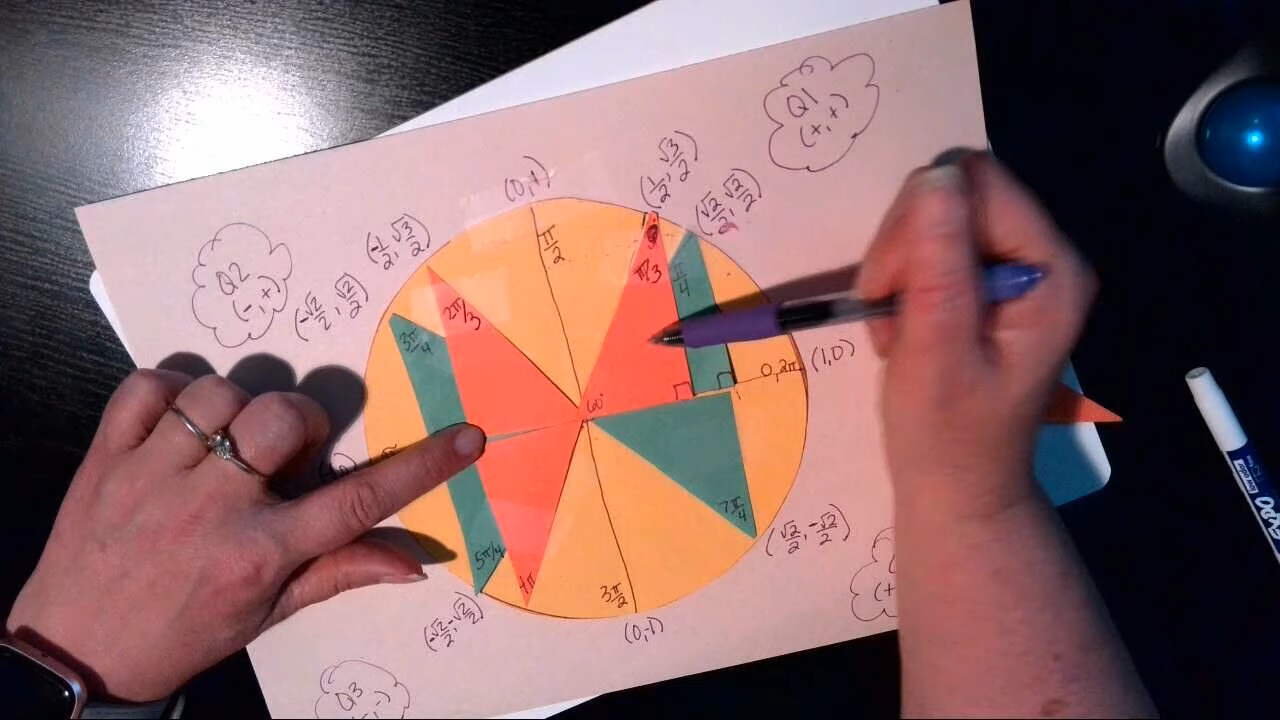 Q1
(+,+)
(0,1)
(1/2, √3/2)
(√2/2, √2/2)
π/2
π/3
π/4
Q2
(-,+)
(-1/2, √3/2)
(-√2/2, √2/2)
2π/3
3π/4
60°
0,2π
(1,0)
7π/4
(√2/2, -√2/2)
5π/4
4π
3π/2
(-√2/2, -√2/2)
(0,-1)
(+
Q3
EXPO